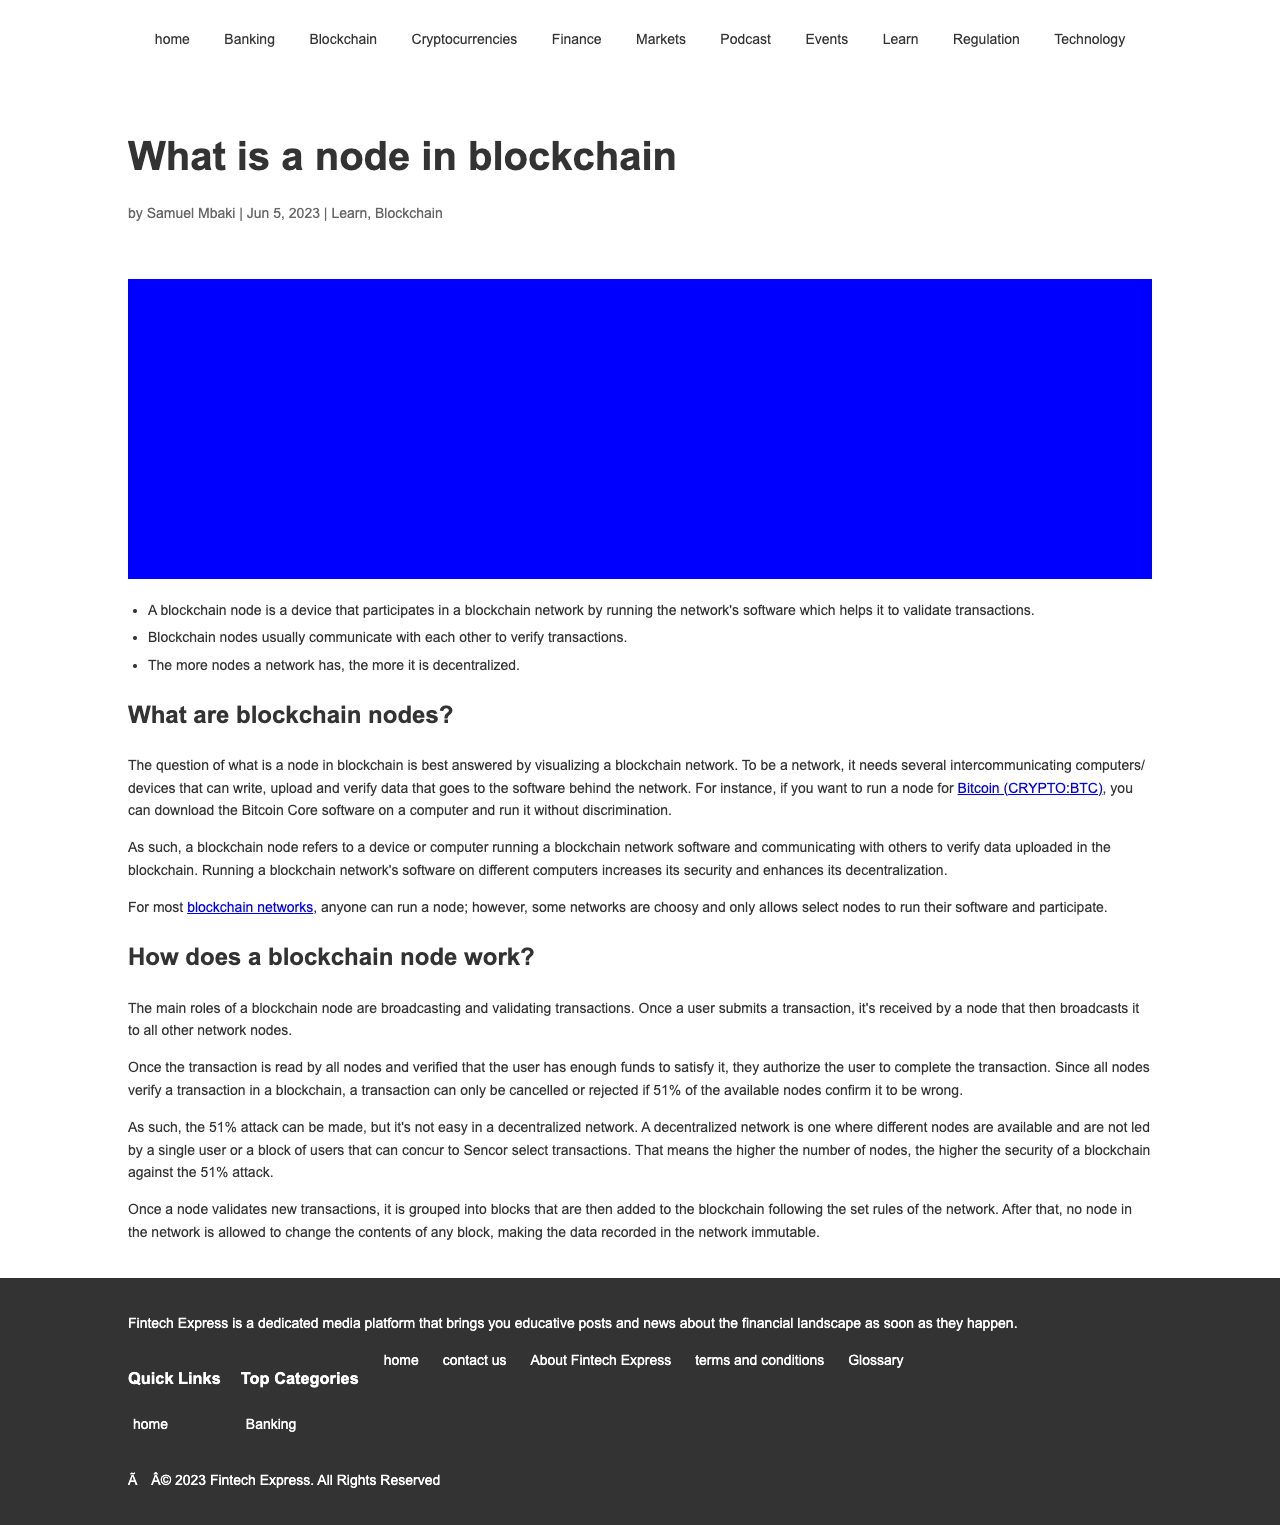 home Banking Blockchain Cryptocurrencies Finance Markets Podcast Events Learn Regulation Technology
What is a node in blockchain
by Samuel Mbaki | Jun 5, 2023 | Learn, Blockchain
• A blockchain node is a device that participates in a blockchain network by running the network's software which helps it to validate transactions.
• Blockchain nodes usually communicate with each other to verify transactions.
• The more nodes a network has, the more it is decentralized.
What are blockchain nodes?
The question of what is a node in blockchain is best answered by visualizing a blockchain network. To be a network, it needs several intercommunicating computers/
devices that can write, upload and verify data that goes to the software behind the network. For instance, if you want to run a node for Bitcoin (CRYPTO:BTC), you
can download the Bitcoin Core software on a computer and run it without discrimination.
As such, a blockchain node refers to a device or computer running a blockchain network software and communicating with others to verify data uploaded in the
blockchain. Running a blockchain network's software on different computers increases its security and enhances its decentralization.
For most blockchain networks, anyone can run a node; however, some networks are choosy and only allows select nodes to run their software and participate.
How does a blockchain node work?
The main roles of a blockchain node are broadcasting and validating transactions. Once a user submits a transaction, it's received by a node that then broadcasts it
to all other network nodes.
Once the transaction is read by all nodes and verified that the user has enough funds to satisfy it, they authorize the user to complete the transaction. Since all nodes
verify a transaction in a blockchain, a transaction can only be cancelled or rejected if 51% of the available nodes confirm it to be wrong.
As such, the 51% attack can be made, but it's not easy in a decentralized network. A decentralized network is one where different nodes are available and are not led
by a single user or a block of users that can concur to Sencor select transactions. That means the higher the number of nodes, the higher the security of a blockchain
against the 51% attack.
Once a node validates new transactions, it is grouped into blocks that are then added to the blockchain following the set rules of the network. After that, no node in
the network is allowed to change the contents of any block, making the data recorded in the network immutable.
Fintech Express is a dedicated media platform that brings you educative posts and news about the financial landscape as soon as they happen.
home contact us About Fintech Express terms and conditions Glossary
Quick Links Top Categories
home Banking
Ã Â© 2023 Fintech Express. All Rights Reserved